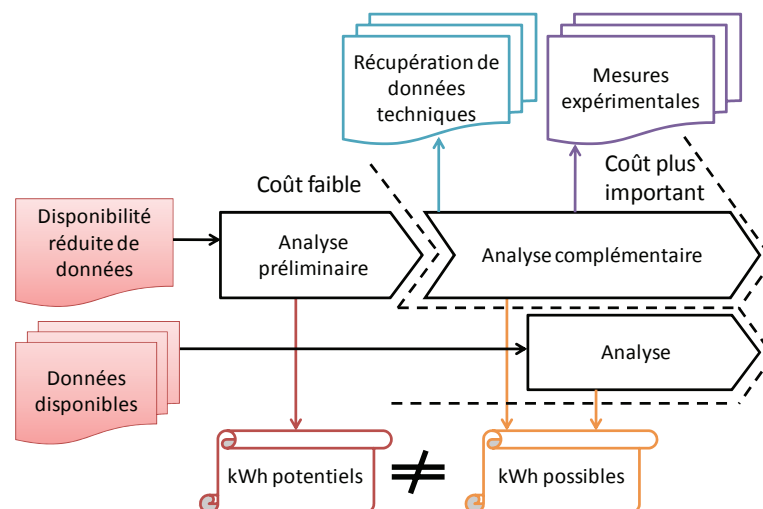 Récupération de
données
techniques
Mesures
expérimentales
Coût faible
Coût plus
important
Disponibilité
réduite de
données
Analyse
préliminaire
Analyse complémentaire
Données
disponibles
Analyse
kWh potentiels
≠
kWh possibles